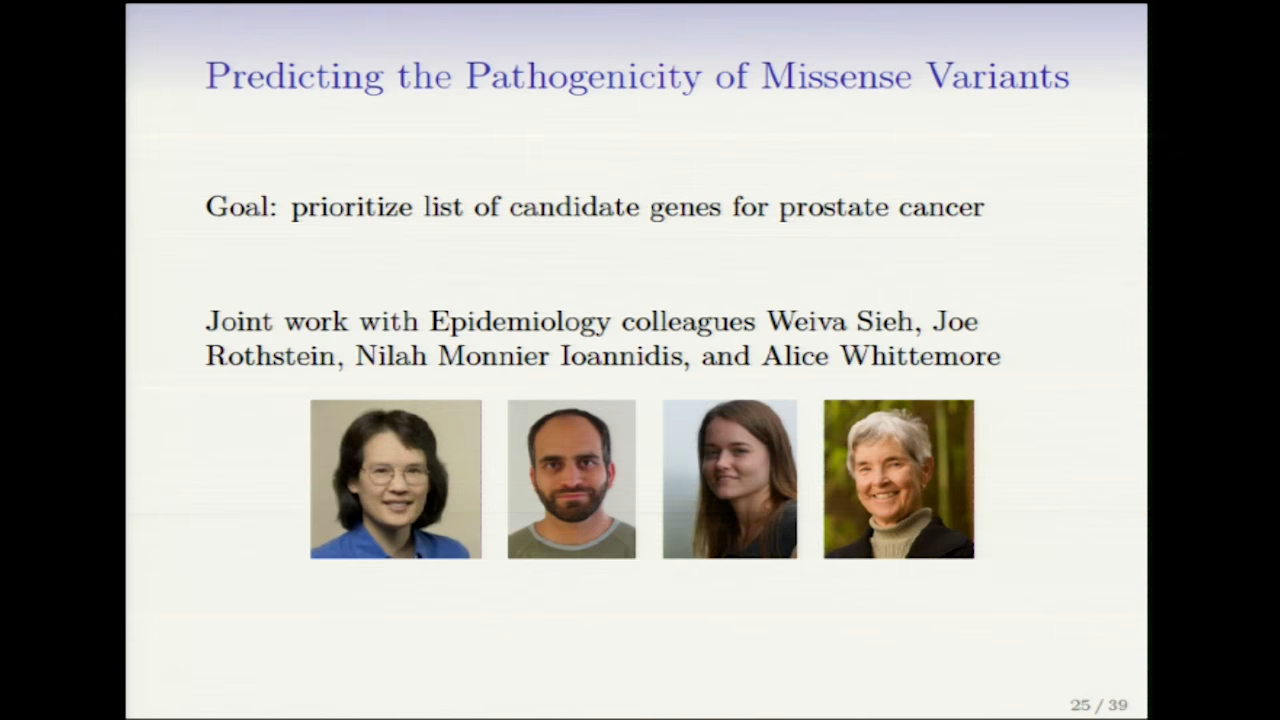 Predicting the Pathogenicity of Missense Variants
Goal: prioritize list of candidate genes for prostate cancer
Joint work with Epidemiology colleagues Weiva Sieh, Joe
Rothstein, Nilah Monnier Ioannidis, and Alice Whittemore
25 / 39